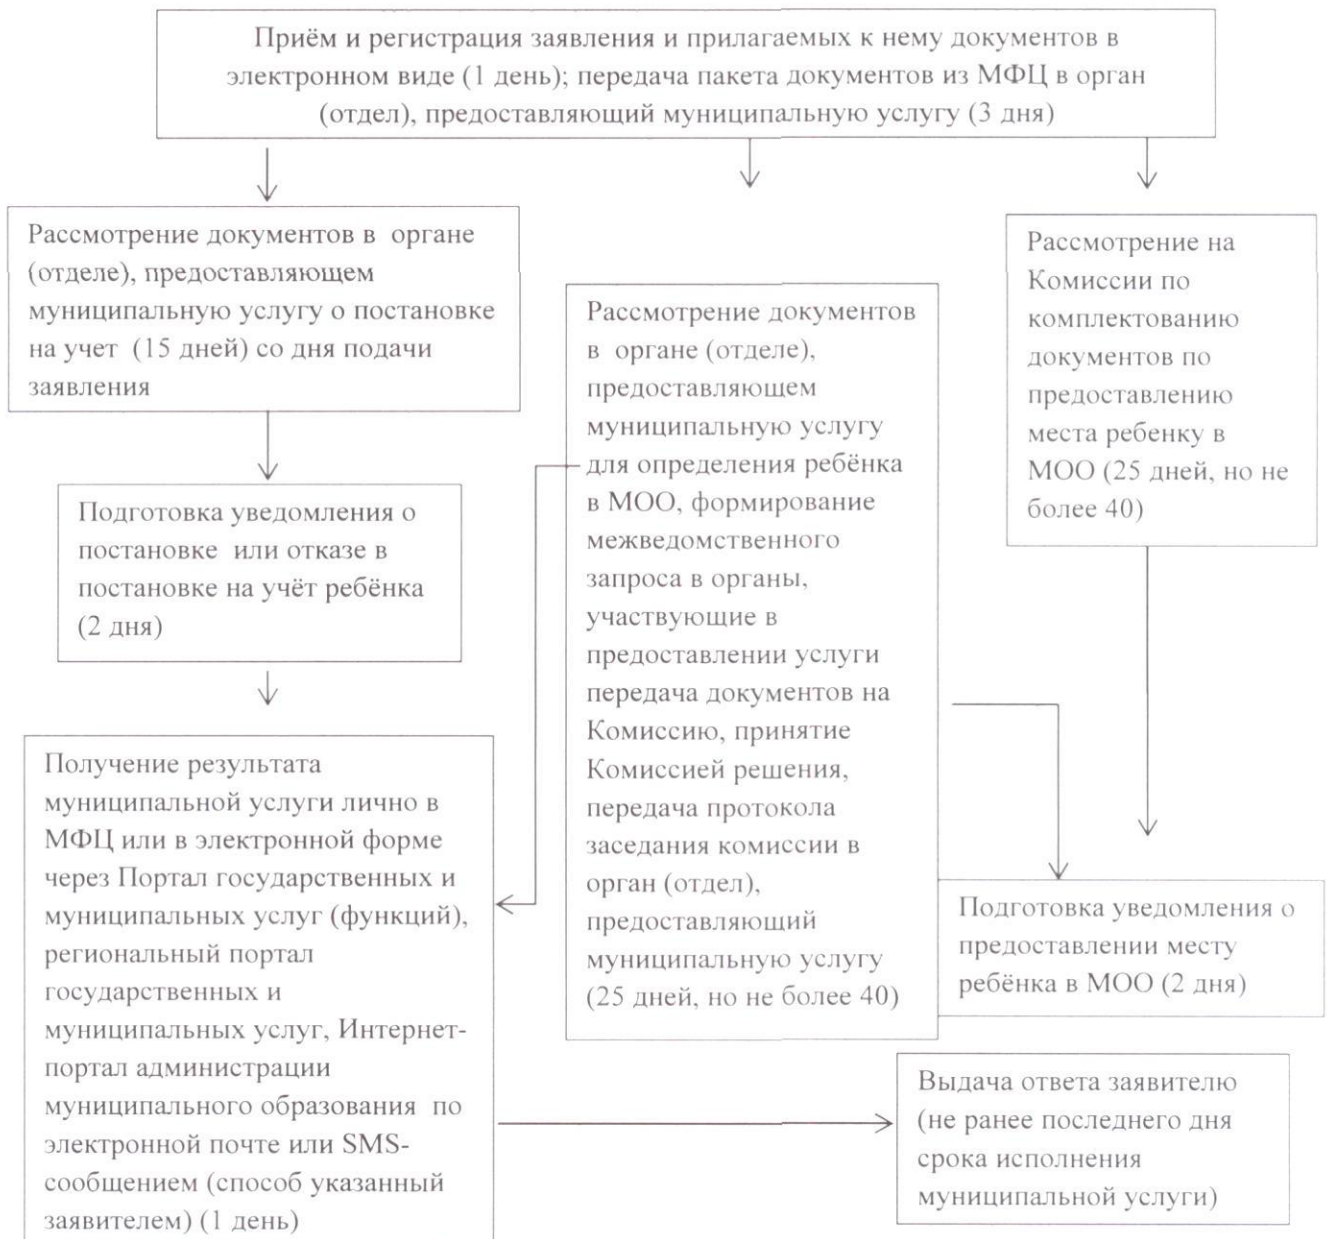 Приём и регистрация заявления и прилагаемых к нему документов в
электронном виде (1 день); передача пакета документов из МФЦ в орган
(отдел), предоставляющий муниципальную услугу (3 дня)
Рассмотрение документов в органе
(отделе), предоставляющем
муниципальную услугу о постановке
на учет (15 дней) со дня подачи
заявления
Подготовка уведомления о
постановке или отказе в
постановке на учёт ребёнка
(2 дня)
Получение результата
муниципальной услуги лично в
МФЦ или в электронной форме
через Портал государственных и
муниципальных услуг (функций),
региональный портал
государственных и
муниципальных услуг, Интернет-
портал администрации
муниципального образования по
электронной почте или SMS-
сообщением (способ указанный
заявителем) (1 день)
Рассмотрение документов
в органе (отделе),
предоставляющем
муниципальную услугу
для определения ребёнка
в МОО, формирование
межведомственного
запроса в органы,
участвующие в
предоставлении услуги
передача документов на
Комиссию, принятие
Комиссией решения,
передача протокола
заседания комиссии в
орган (отдел),
предоставляющий
муниципальную услугу
(25 дней, но не более 40)
Рассмотрение на
Комиссии по
комплектованию
документов по
предоставлению
места ребенку в
МОО (25 дней, но не
более 40)
Подготовка уведомления о
предоставлении месту
ребёнка в МОО (2 дня)
Выдача ответа заявителю
(не ранее последнего дня
срока исполнения
муниципальной услуги)